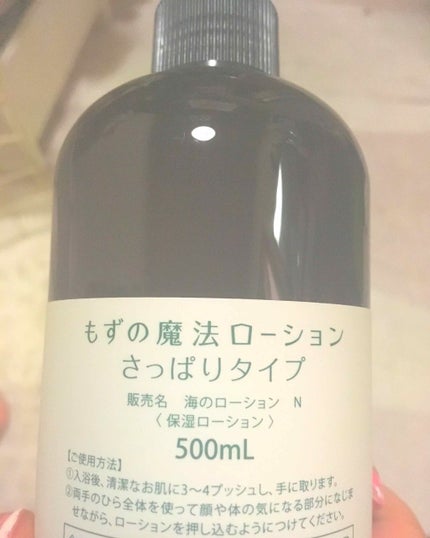 もずの魔法ローション
さっぱりタイプ
販売名 海のローション N
〈 保湿ローション 〉
500mL
【ご使用方法】
①入浴後、清潔なお肌に3〜4プッシュし、手に取ります。
②両手のひら全体を使って顔や体の気になる部分になじま
せながら、ローションを押し込むようにつけてください。